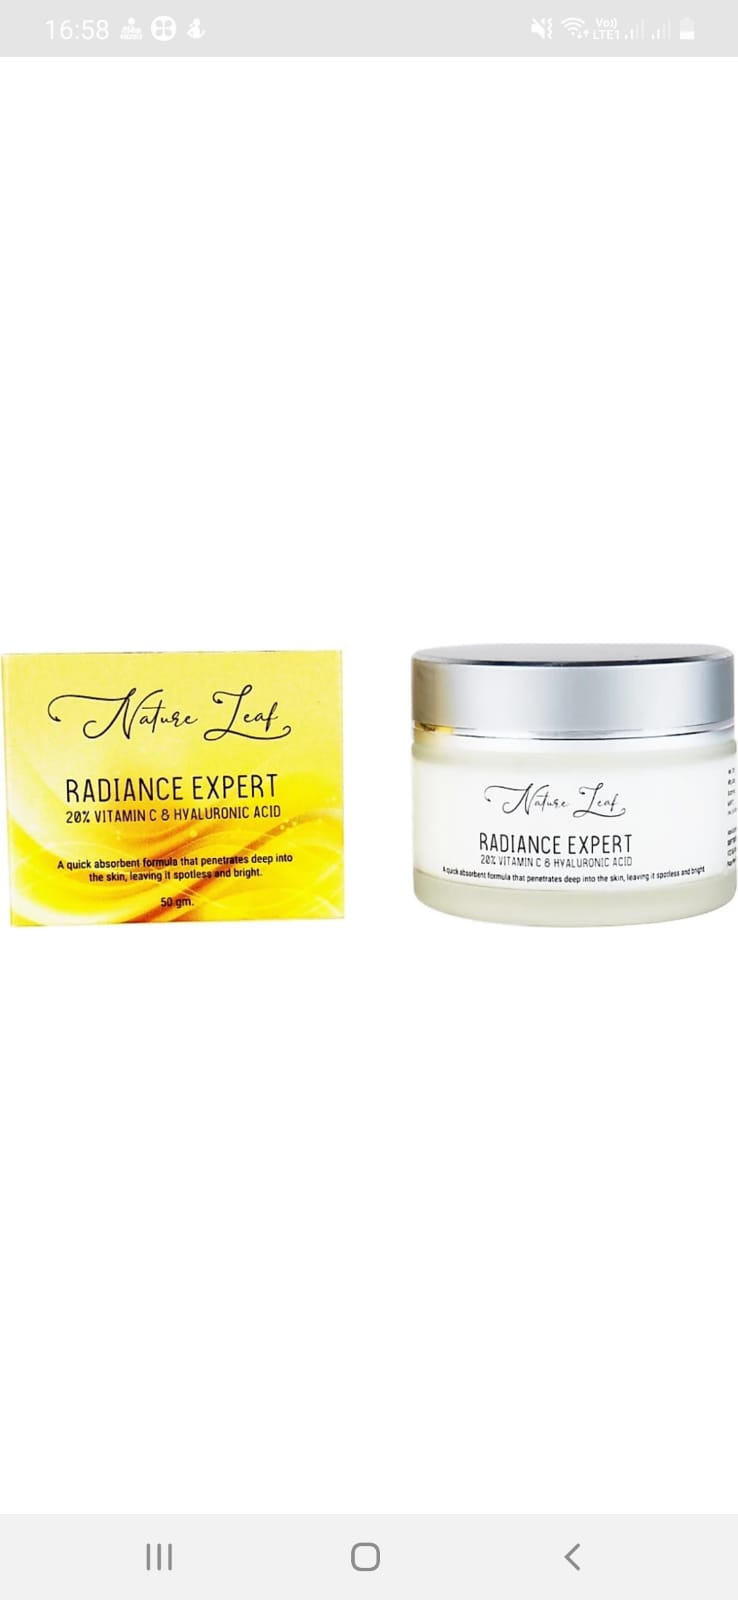 16:58
Vo))
LTE1
Nature Leaf
RADIANCE EXPERT
20% VITAMIN C & HYALURONIC ACID
A quick absorbent formula that penetrates deep into
the skin, leaving it spotless and bright.
50 gm.
Nature Leaf
RADIANCE EXPERT
20% VITAMIN C & HYALURONIC ACID
A quick absorbent formula that penetrates deep into the skin, leaving it spotless and bright